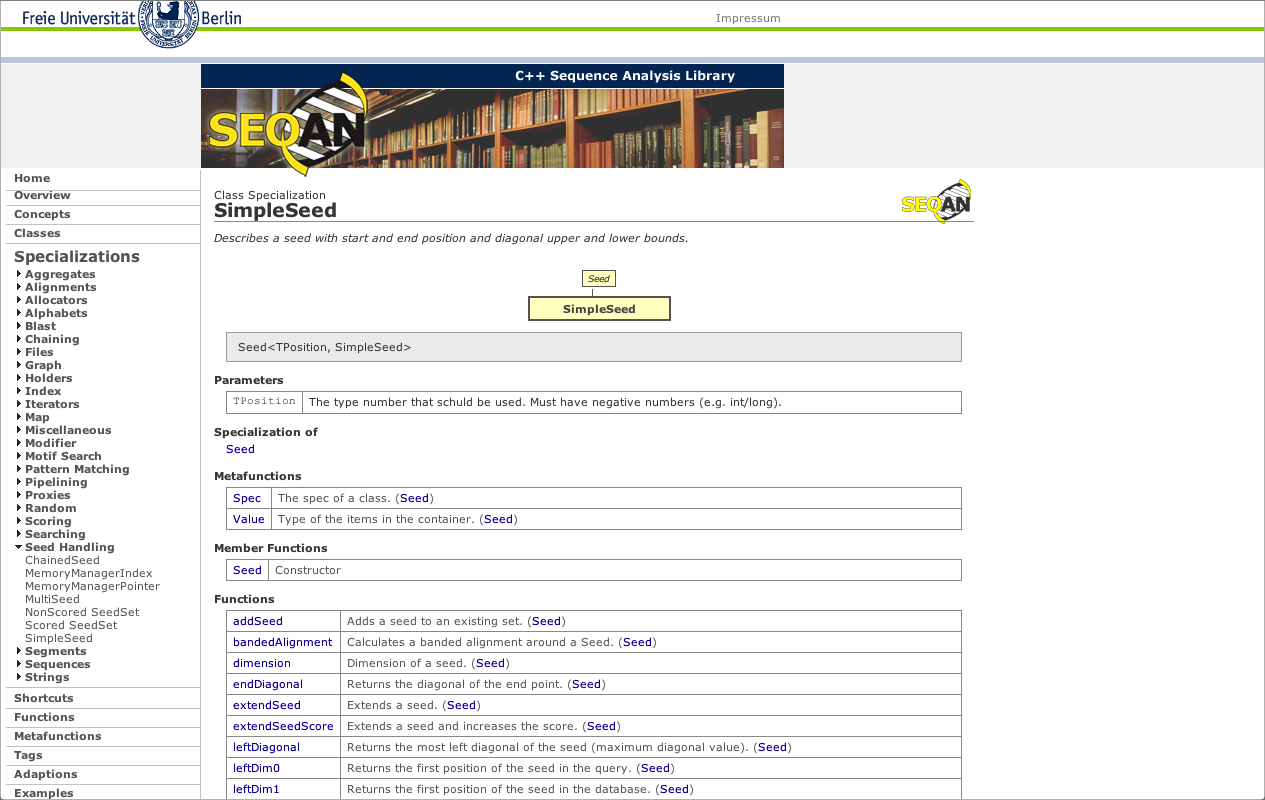 Freie Universität Berlin
Impressum
C++ Sequence Analysis Library
SEQAN
Home
Overview
Concepts
Classes
Specializations
Aggregates
Alignments
Allocators
Alphabets
Blast
Chaining
Files
Graph
Holders
Index
Iterators
Map
Miscellaneous
Modifier
Motif Search
Pattern Matching
Pipelining
Proxies
Random
Scoring
Searching
Seed Handling
ChainedSeed
MemoryManagerIndex
MemoryManagerPointer
MultiSeed
NonScored SeedSet
Scored SeedSet
SimpleSeed
Segments
Sequences
Strings
Shortcuts
Functions
Metafunctions
Tags
Adaptions
Examples
Class Specialization
SimpleSeed
SEQAN
Describes a seed with start and end position and diagonal upper and lower bounds.
Seed
SimpleSeed
Seed<TPosition, SimpleSeed>
Parameters
TPosition The type number that schuld be used. Must have negative numbers (e.g. int/long).
Specialization of
Seed
Metafunctions
Spec The spec of a class. (Seed)
Value Type of the items in the container. (Seed)
Member Functions
Seed Constructor
Functions
addSeed Adds a seed to an existing set. (Seed)
bandedAlignment Calculates a banded alignment around a Seed. (Seed)
dimension Dimension of a seed. (Seed)
endDiagonal Returns the diagonal of the end point. (Seed)
extendSeed Extends a seed. (Seed)
extendSeedScore Extends a seed and increases the score. (Seed)
leftDiagonal Returns the most left diagonal of the seed (maximum diagonal value). (Seed)
leftDim0 Returns the first position of the seed in the query. (Seed)
leftDim1 Returns the first position of the seed in the database. (Seed)